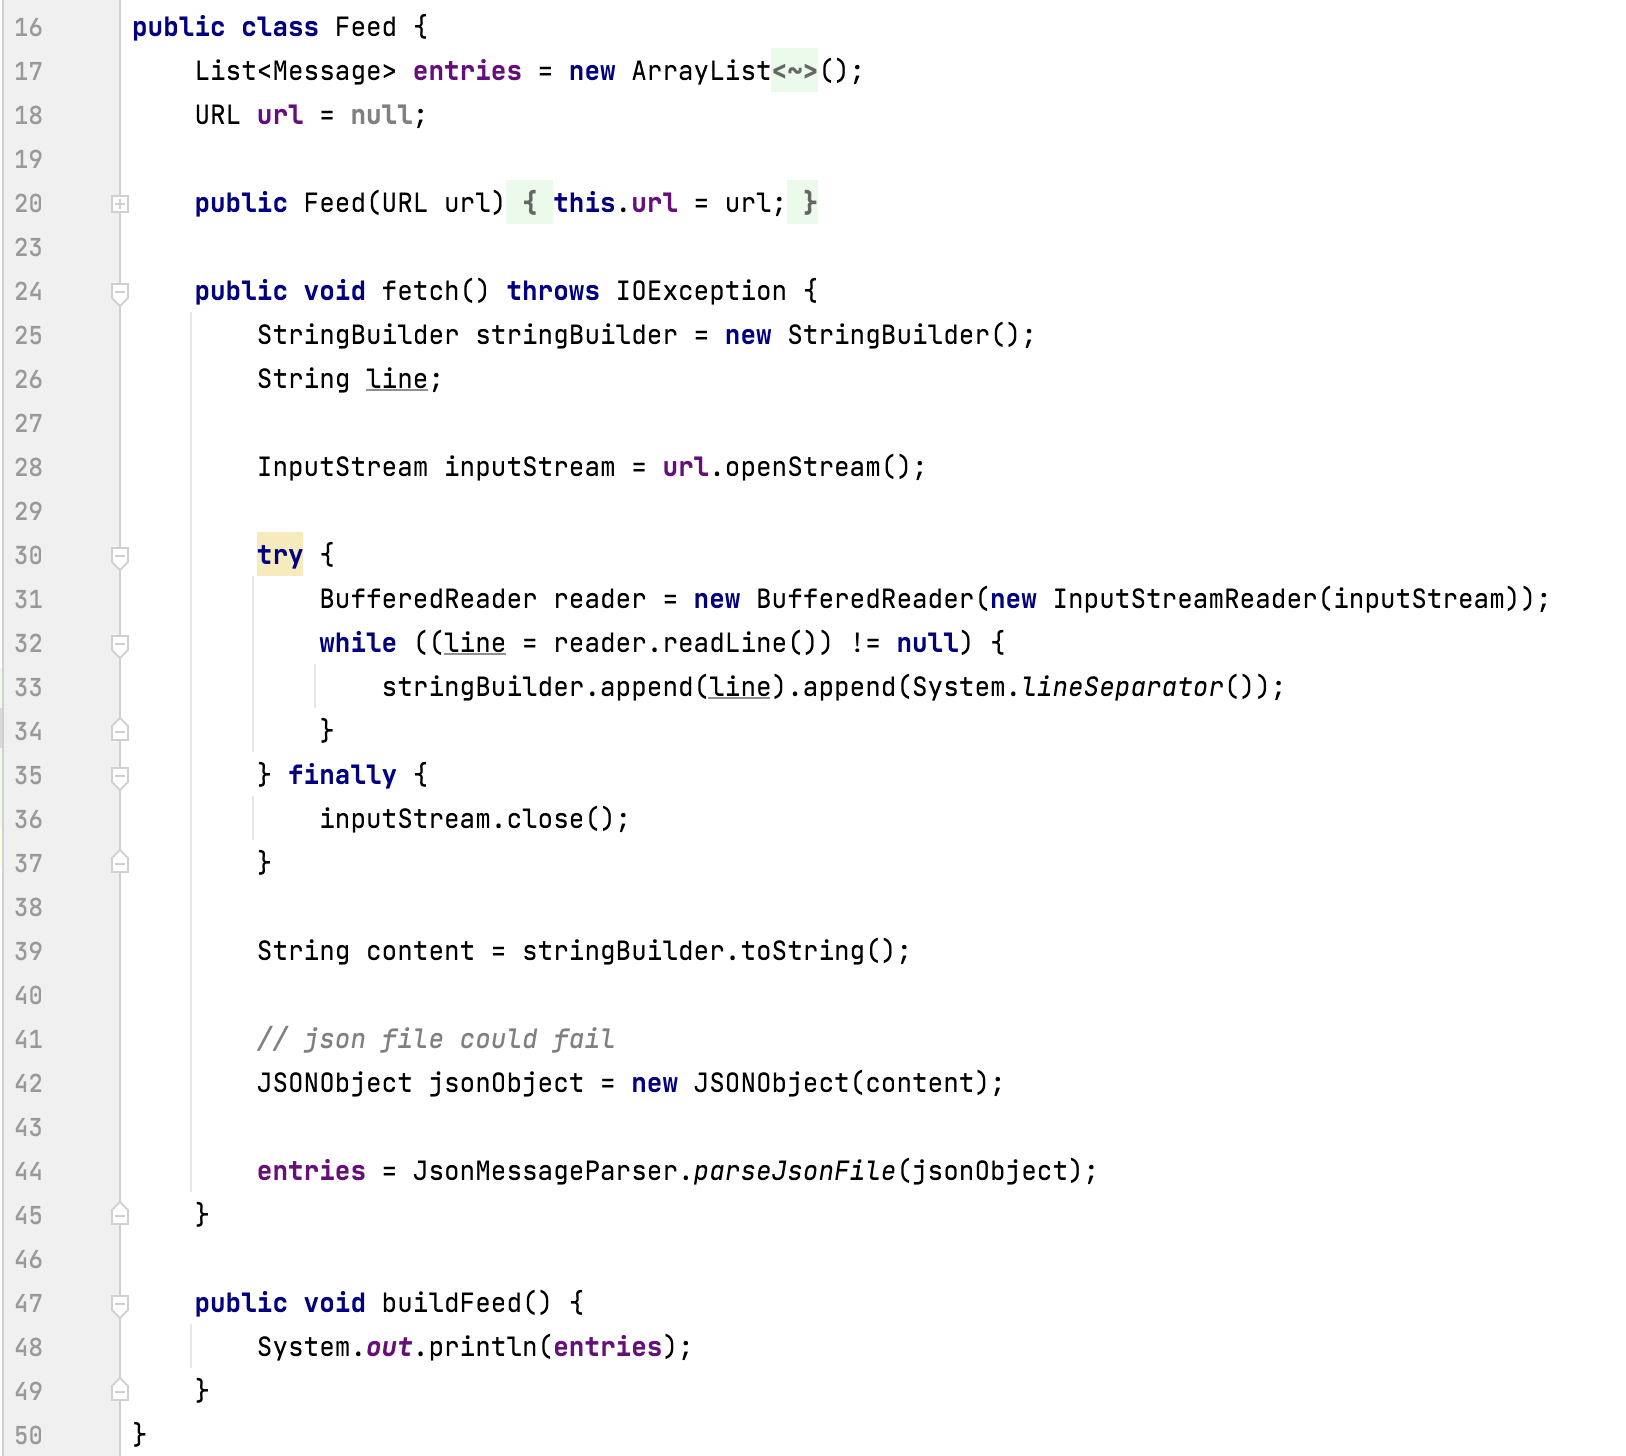 16 public class Feed {
17     List<Message> entries = new ArrayList<~>();
18     URL url = null;
19
20     public Feed(URL url) { this.url = url; }
23
24     public void fetch() throws IOException {
25         StringBuilder stringBuilder = new StringBuilder();
26         String line;
27
28         InputStream inputStream = url.openStream();
29
30         try {
31             BufferedReader reader = new BufferedReader(new InputStreamReader(inputStream));
32             while ((line = reader.readLine()) != null) {
33                 stringBuilder.append(line).append(System.lineSeparator());
34             }
35         } finally {
36             inputStream.close();
37         }
38
39         String content = stringBuilder.toString();
40
41         // json file could fail
42         JSONObject jsonObject = new JSONObject(content);
43
44         entries = JsonMessageParser.parseJsonFile(jsonObject);
45     }
46
47     public void buildFeed() {
48         System.out.println(entries);
49     }
50 }